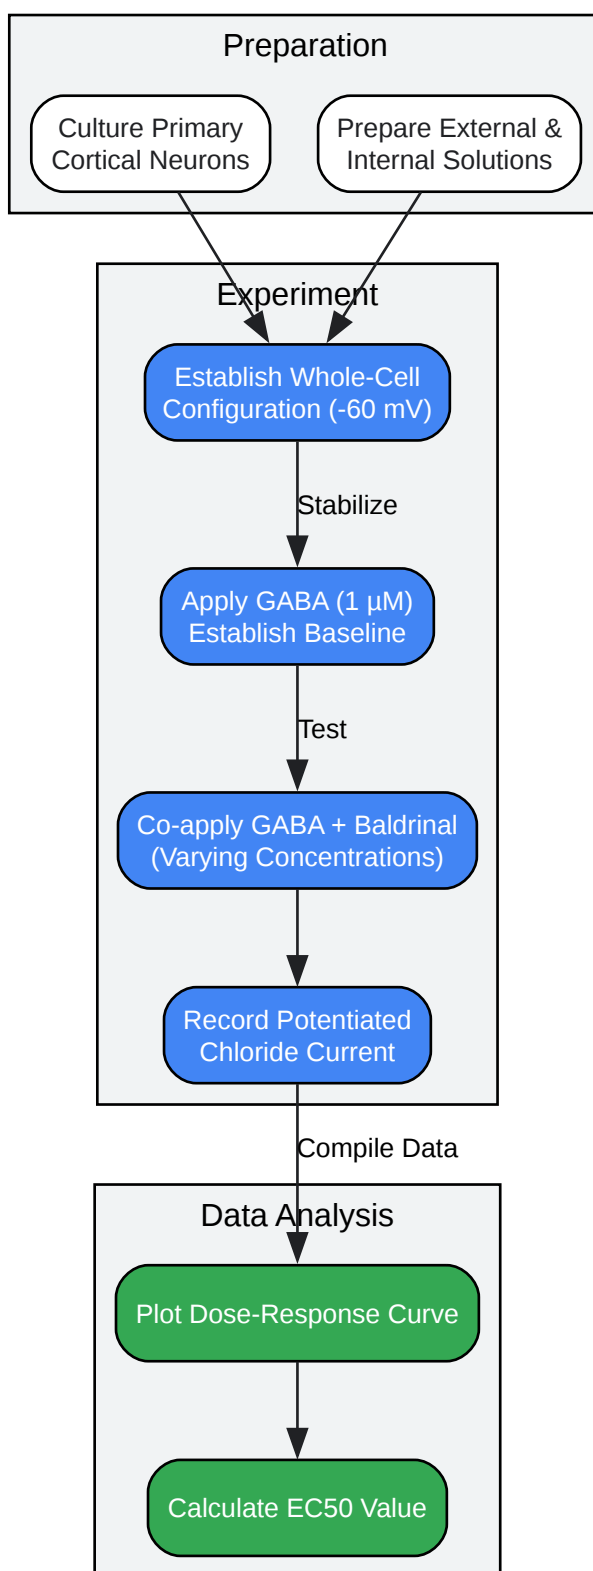 Preparation
Culture Primary
Cortical Neurons
Prepare External &
Internal Solutions
Experiment
Establish Whole-Cell
Configuration (-60 mV)
Stabilize
Apply GABA (1 µM)
Establish Baseline
Test
Co-apply GABA + Baldrinal
(Varying Concentrations)
Record Potentiated
Chloride Current
Compile Data
Data Analysis
Plot Dose-Response Curve
Calculate EC50 Value